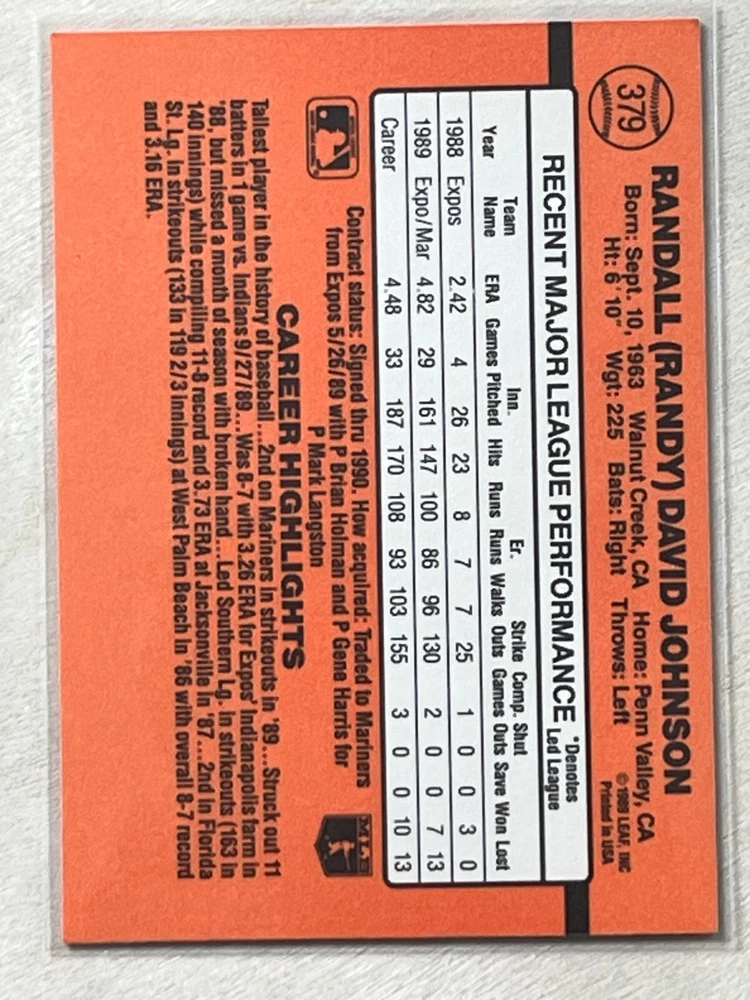 379
RANDALL (RANDY) DAVID JOHNSON
Born: Sept. 10, 1963 Walnut Creek, CA Home: Penn Valley, CA
Ht: 6'10" Wgt: 225 Bats: Right Throws: Left
©1989 LEAF, INC
Printed in USA
RECENT MAJOR LEAGUE PERFORMANCE *Denotes Led League
Year Team Name ERA Games Inn. Pitched Hits Runs Er. Runs Walks Strike Outs Comp. Games Shut Outs Save Won Lost
1988 Expos 2.42 4 26 23 8 7 7 25 1 0 0 3 0
1989 Expo/Mar 4.82 29 161 147 100 86 96 130 2 0 0 7 13
Career 4.48 33 187 170 108 93 103 155 3 0 0 10 13
Contract status: Signed thru 1990. How acquired: Traded to Mariners
from Expos 5/26/89 with P Brian Holman and P Gene Harris for
P Mark Langston
CAREER HIGHLIGHTS
Tallest player in the history of baseball...2nd on Mariners in strikeouts in '89...Struck out 11
batters in 1 game vs. Indians 9/27/89...Was 8-7 with 3.26 ERA for Expos' Indianapolis farm in
'88, but missed a month of season with broken hand...Led Southern Lg. in strikeouts (163 in
140 innings) while compiling 11-8 record and 3.73 ERA at Jacksonville in '87...2nd in Florida
St. Lg. in strikeouts (133 in 119 2/3 innings) at West Palm Beach in '86 with overall 8-7 record
and 3.16 ERA.